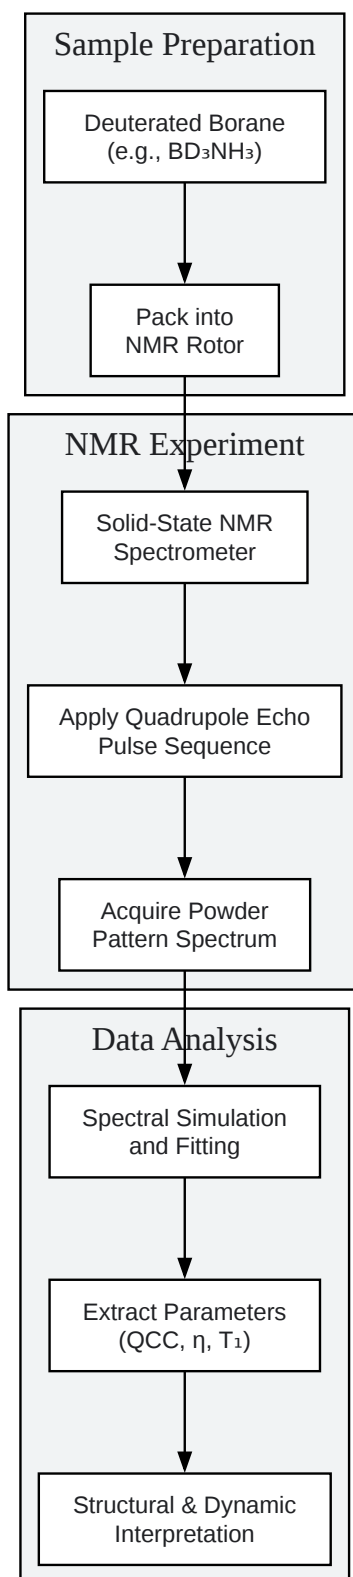 Sample Preparation
Deuterated Borane
(e.g., BD₃NH₃)
Pack into
NMR Rotor
NMR Experiment
Solid-State NMR
Spectrometer
Apply Quadrupole Echo
Pulse Sequence
Acquire Powder
Pattern Spectrum
Data Analysis
Spectral Simulation
and Fitting
Extract Parameters
(QCC, η, T₁)
Structural & Dynamic
Interpretation